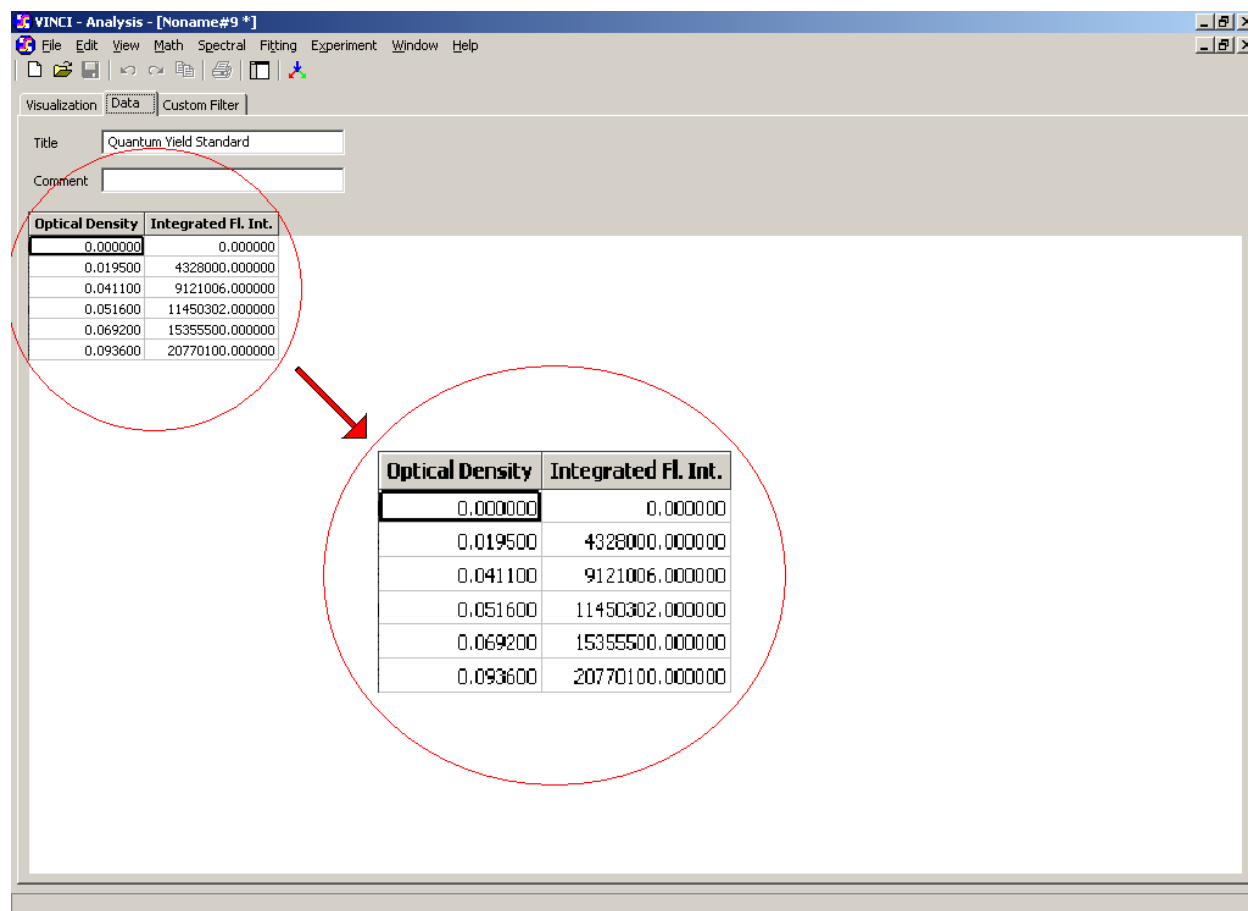 VINCI - Analysis - [Noname#9 *]
File Edit View Math Spectral Fitting Experiment Window Help
Visualization Data Custom Filter
Title Quantum Yield Standard
Comment
Optical Density Integrated Fl. Int.
0.000000 0.000000
0.019500 4328000.000000
0.041100 9121006.000000
0.051600 11450302.000000
0.069200 15355500.000000
0.093600 20770100.000000
Optical Density Integrated Fl. Int.
0.000000 0.000000
0.019500 4328000.000000
0.041100 9121006.000000
0.051600 11450302.000000
0.069200 15355500.000000
0.093600 20770100.000000